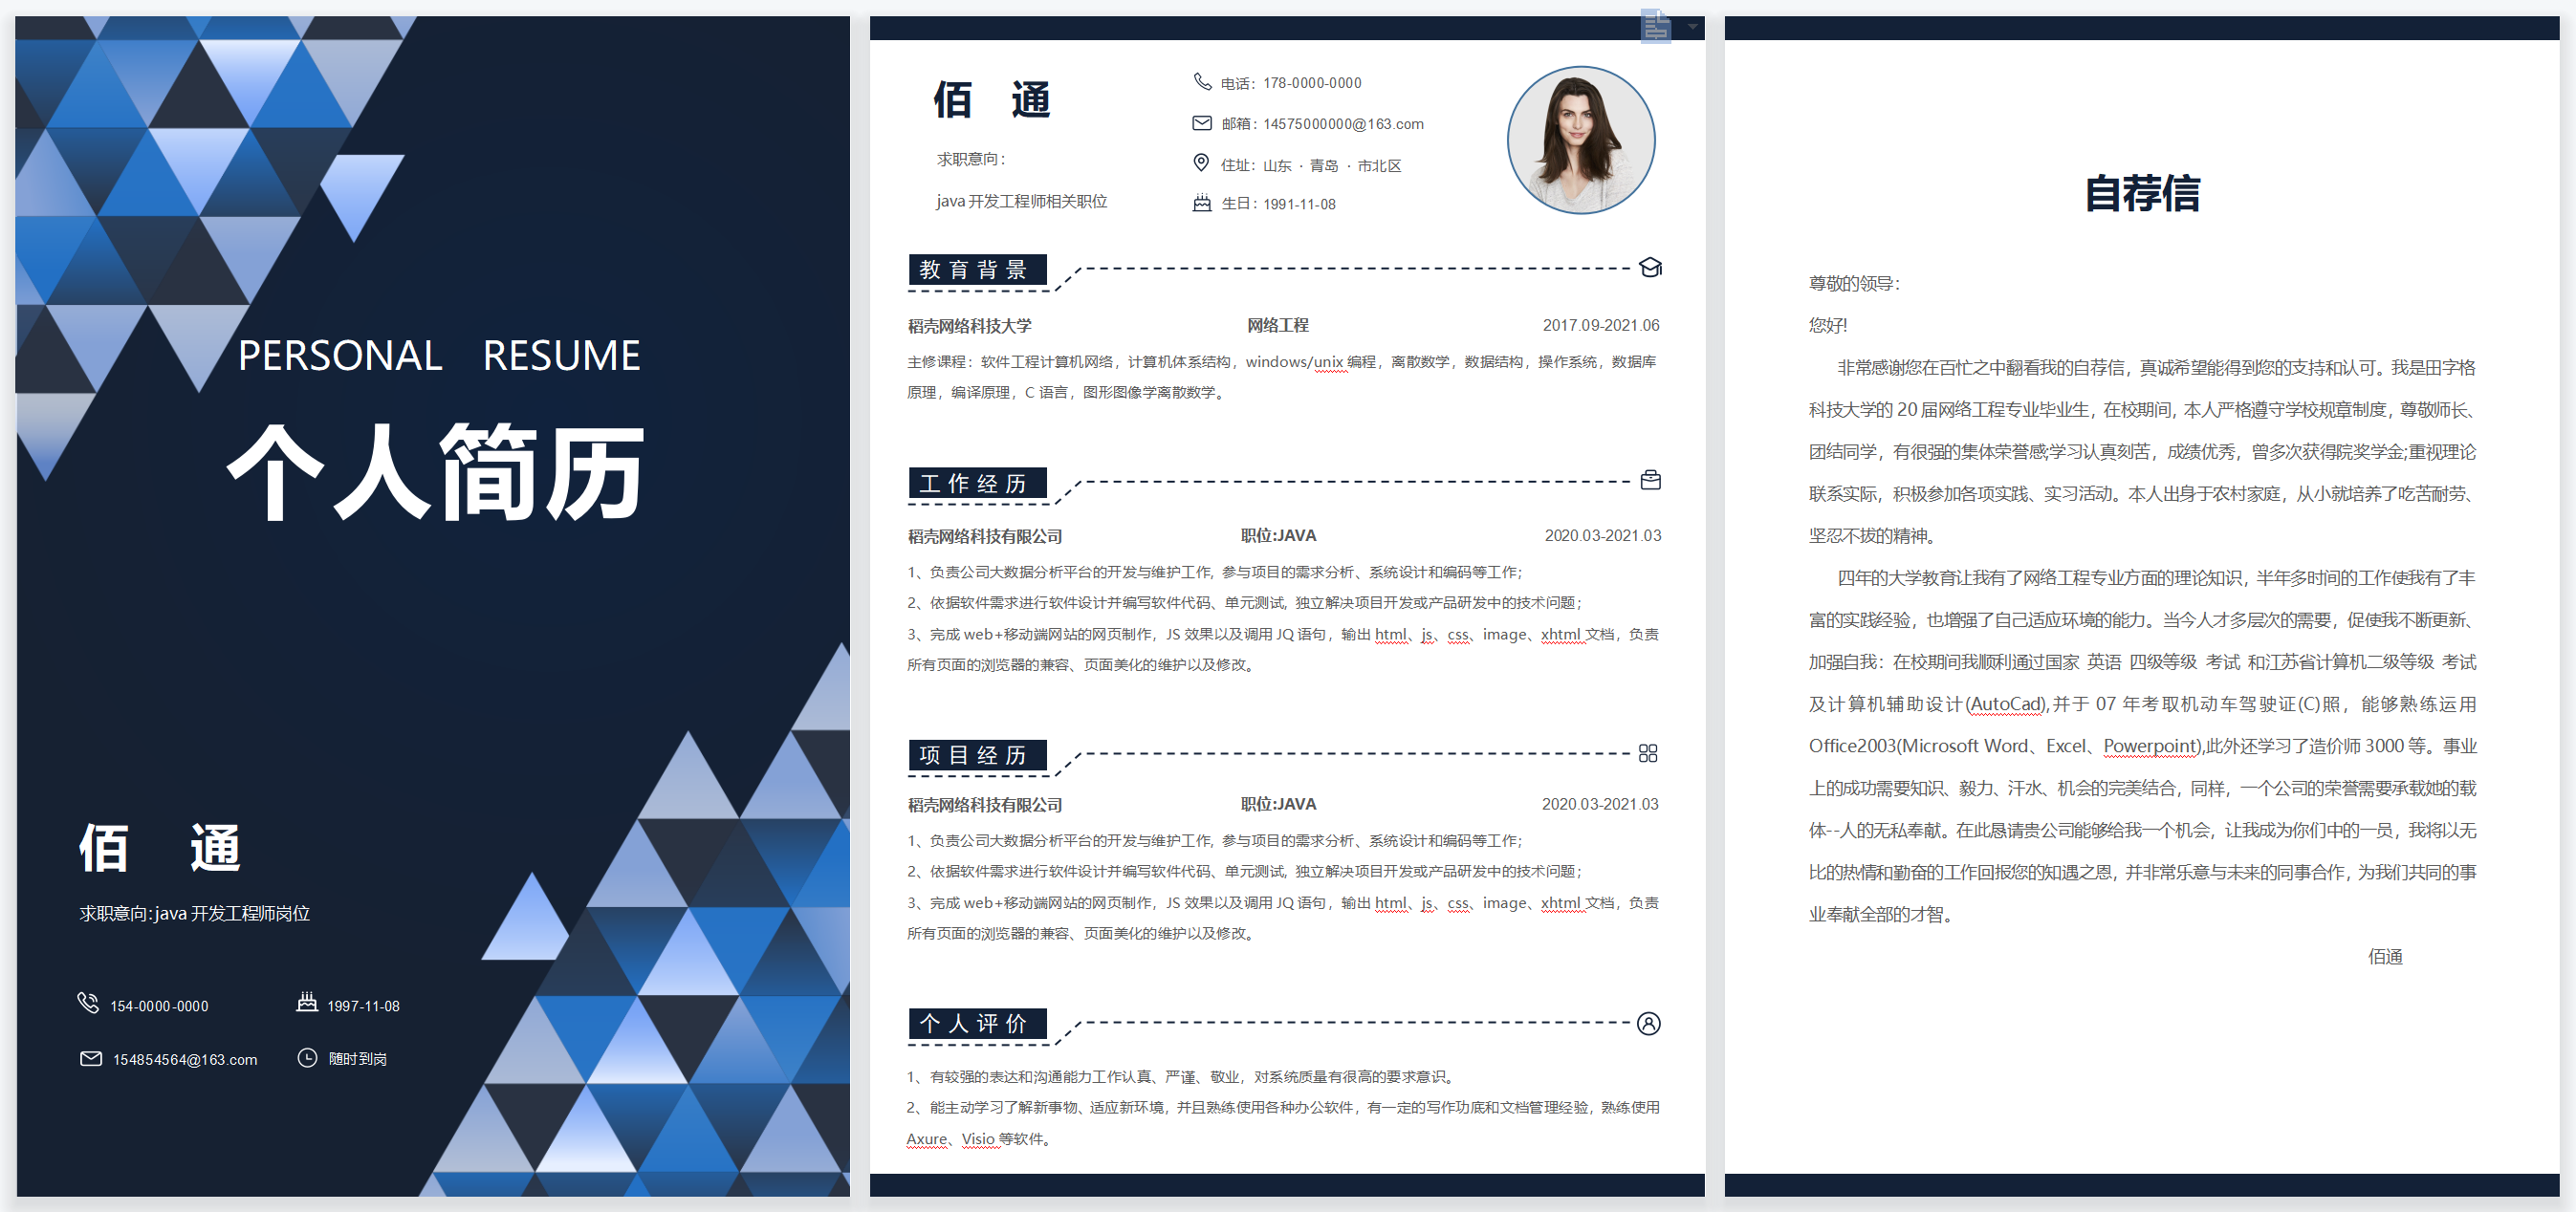 PERSONAL RESUME
个人简历
佰 通
求职意向:java 开发工程师岗位
154-0000-0000
1997-11-08
154854564@163.com
随时到岗
佰 通
求职意向：
java 开发工程师相关职位
电话：178-0000-0000
邮箱：14575000000@163.com
住址：山东 · 青岛 · 市北区
生日：1991-11-08
教育背景
稻壳网络科技大学 网络工程 2017.09-2021.06
主修课程：软件工程计算机网络，计算机体系结构，windows/unix 编程，离散数学，数据结构，操作系统，数据库
原理，编译原理，C 语言，图形图像学离散数学。
工作经历
稻壳网络科技有限公司 职位:JAVA 2020.03-2021.03
1、负责公司大数据分析平台的开发与维护工作, 参与项目的需求分析、系统设计和编码等工作；
2、依据软件需求进行软件设计并编写软件代码、单元测试, 独立解决项目开发或产品研发中的技术问题；
3、完成 web+移动端网站的网页制作，JS 效果以及调用 JQ 语句，输出 html、js、css、image、xhtml 文档，负责
所有页面的浏览器的兼容、页面美化的维护以及修改。
项目经历
稻壳网络科技有限公司 职位:JAVA 2020.03-2021.03
1、负责公司大数据分析平台的开发与维护工作, 参与项目的需求分析、系统设计和编码等工作；
2、依据软件需求进行软件设计并编写软件代码、单元测试, 独立解决项目开发或产品研发中的技术问题；
3、完成 web+移动端网站的网页制作，JS 效果以及调用 JQ 语句，输出 html、js、css、image、xhtml 文档，负责
所有页面的浏览器的兼容、页面美化的维护以及修改。
个人评价
1、有较强的表达和沟通能力工作认真、严谨、敬业，对系统质量有很高的要求意识。
2、能主动学习了解新事物、适应新环境，并且熟练使用各种办公软件，有一定的写作功底和文档管理经验，熟练使用
Axure、Visio 等软件。
自荐信
尊敬的领导：
您好!
非常感谢您在百忙之中翻看我的自荐信，真诚希望能得到您的支持和认可。我是田字格
科技大学的 20 届网络工程专业毕业生，在校期间, 本人严格遵守学校规章制度，尊敬师长、
团结同学，有很强的集体荣誉感;学习认真刻苦，成绩优秀，曾多次获得院奖学金;重视理论
联系实际，积极参加各项实践、实习活动。本人出身于农村家庭，从小就培养了吃苦耐劳、
坚忍不拔的精神。
四年的大学教育让我有了网络工程专业方面的理论知识，半年多时间的工作使我有了丰
富的实践经验，也增强了自己适应环境的能力。当今人才多层次的需要，促使我不断更新、
加强自我：在校期间我顺利通过国家 英语 四级等级 考试 和江苏省计算机二级等级 考试
及计算机辅助设计(AutoCad),并于 07 年考取机动车驾驶证(C)照，能够熟练运用
Office2003(Microsoft Word、Excel、Powerpoint),此外还学习了造价师 3000 等。事业
上的成功需要知识、毅力、汗水、机会的完美结合，同样，一个公司的荣誉需要承载她的载
体--人的无私奉献。在此恳请贵公司能够给我一个机会，让我成为你们中的一员，我将以无
比的热情和勤奋的工作回报您的知遇之恩，并非常乐意与未来的同事合作，为我们共同的事
业奉献全部的才智。
佰通